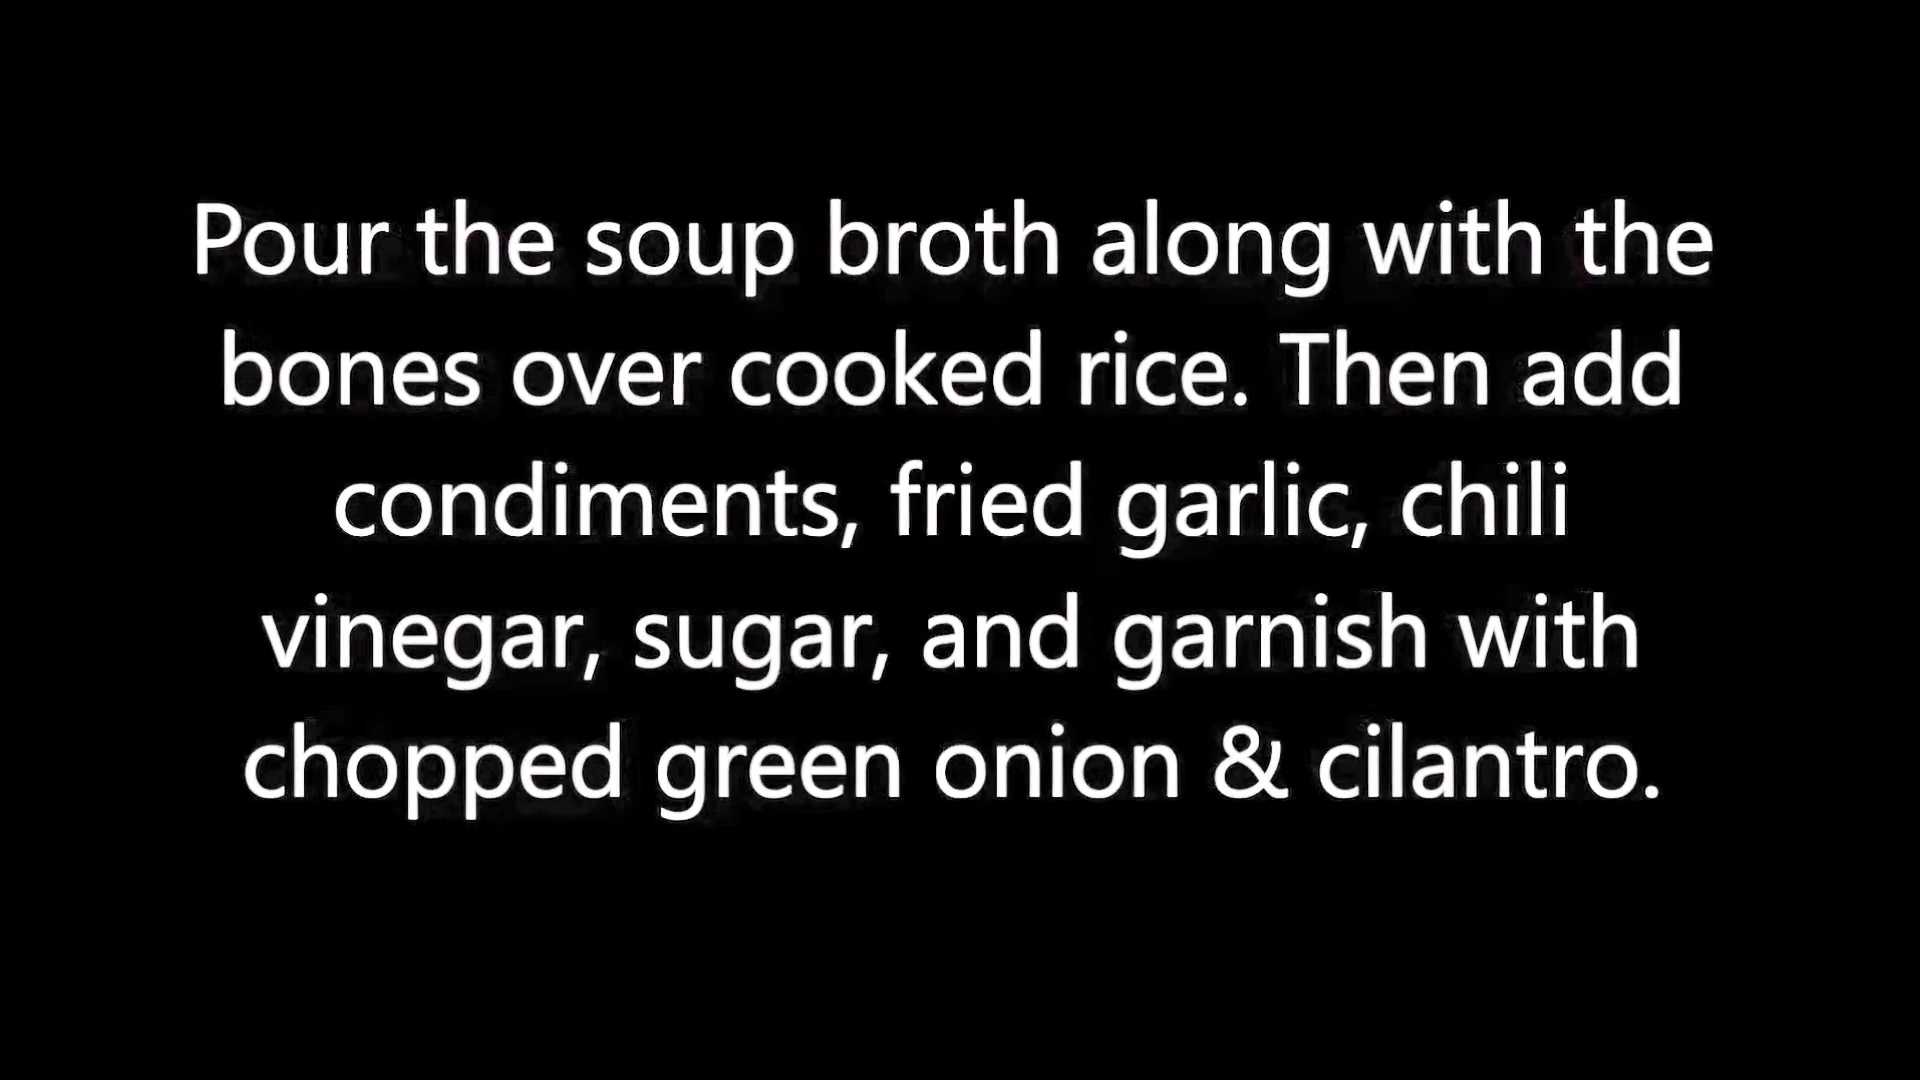 Pour the soup broth along with the
bones over cooked rice. Then add
condiments, fried garlic, chili
vinegar, sugar, and garnish with
chopped green onion & cilantro.